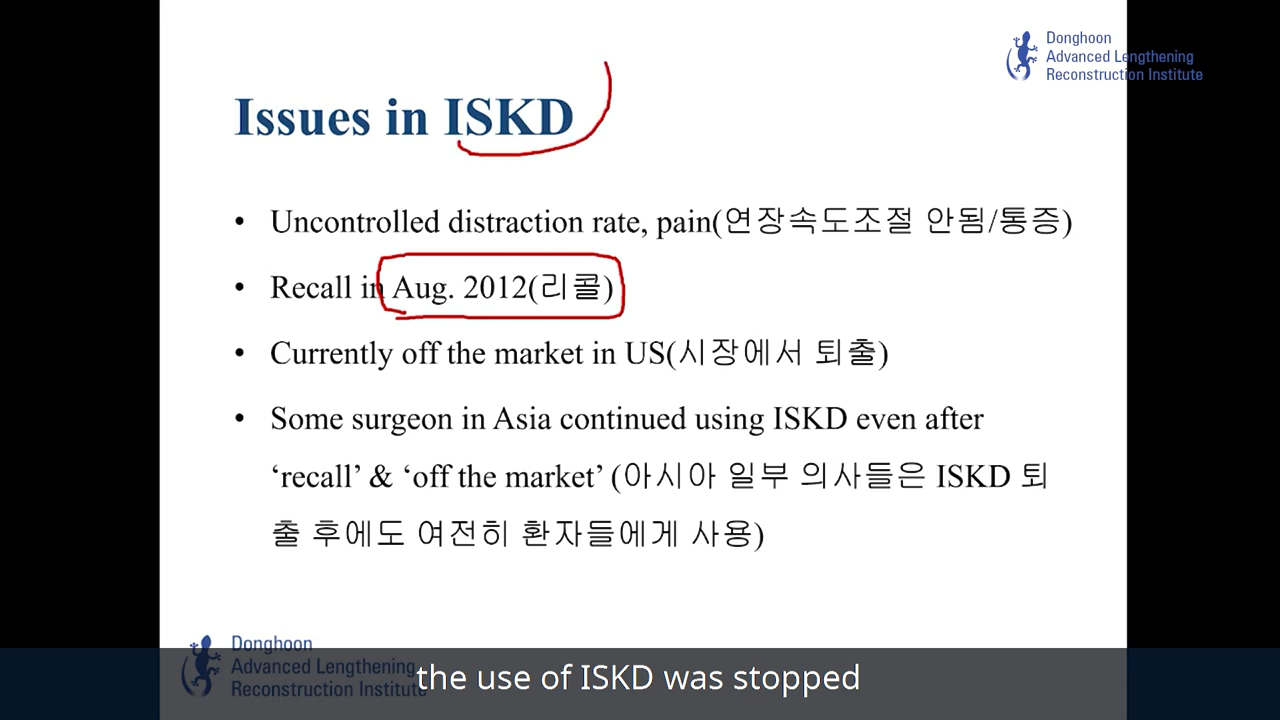 Donghoon
Advanced Lengthening
Reconstruction Institute
Issues in ISKD
• Uncontrolled distraction rate, pain(연장속도조절 안됨/통증)
• Recall in Aug. 2012(리콜)
• Currently off the market in US(시장에서 퇴출)
• Some surgeon in Asia continued using ISKD even after
‘recall’ & ‘off the market’ (아시아 일부 의사들은 ISKD 퇴
출 후에도 여전히 환자들에게 사용)
Donghoon
Advanced Lengthening
Reconstruction Institute
the use of ISKD was stopped